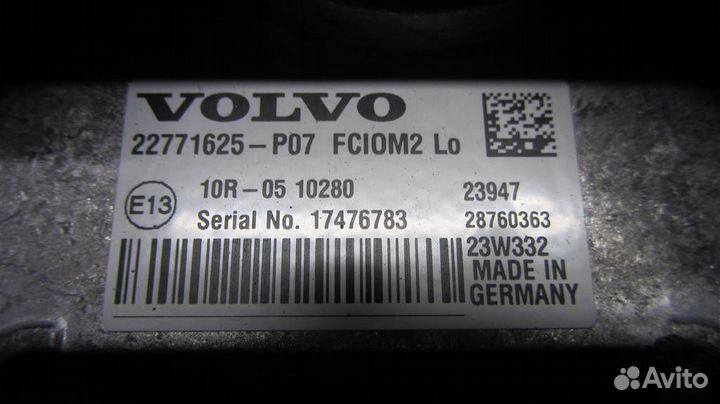 VOLVO
22771625-P07 FCIOM2 Lo
E13
10R-05 10280 23947
Serial No. 17476783 28760363
23W332
MADE IN
GERMANY
Avito